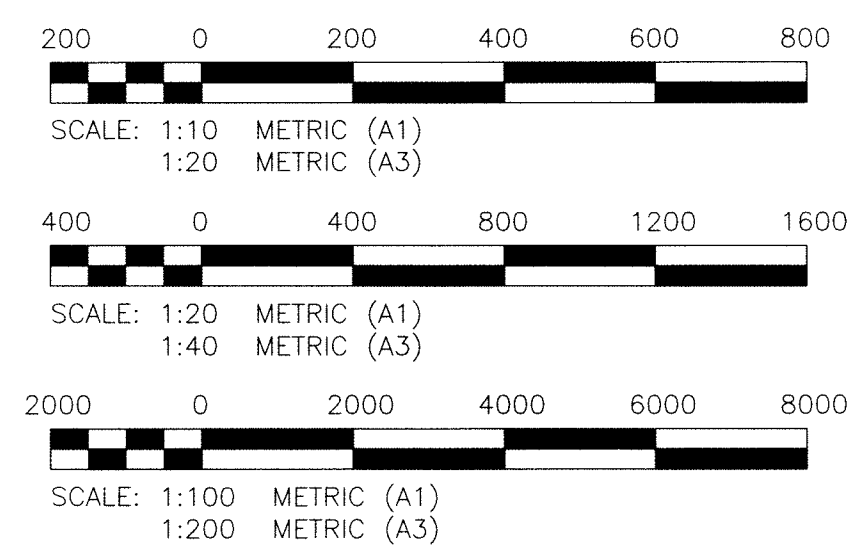 200 0 200 400 600 800
SCALE: 1:10 METRIC (A1)
1:20 METRIC (A3)
400 0 400 800 1200 1600
SCALE: 1:20 METRIC (A1)
1:40 METRIC (A3)
2000 0 2000 4000 6000 8000
SCALE: 1:100 METRIC (A1)
1:200 METRIC (A3)